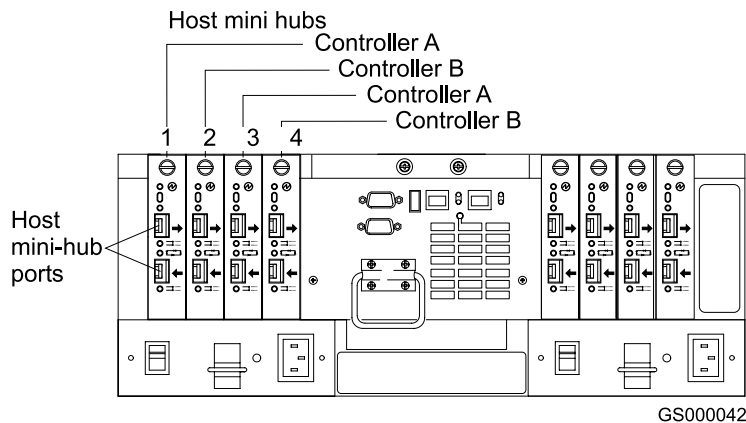 Host mini hubs
Controller A
Controller B
Controller A
Controller B
1 2 3 4
Host
mini-hub
ports
GS000042